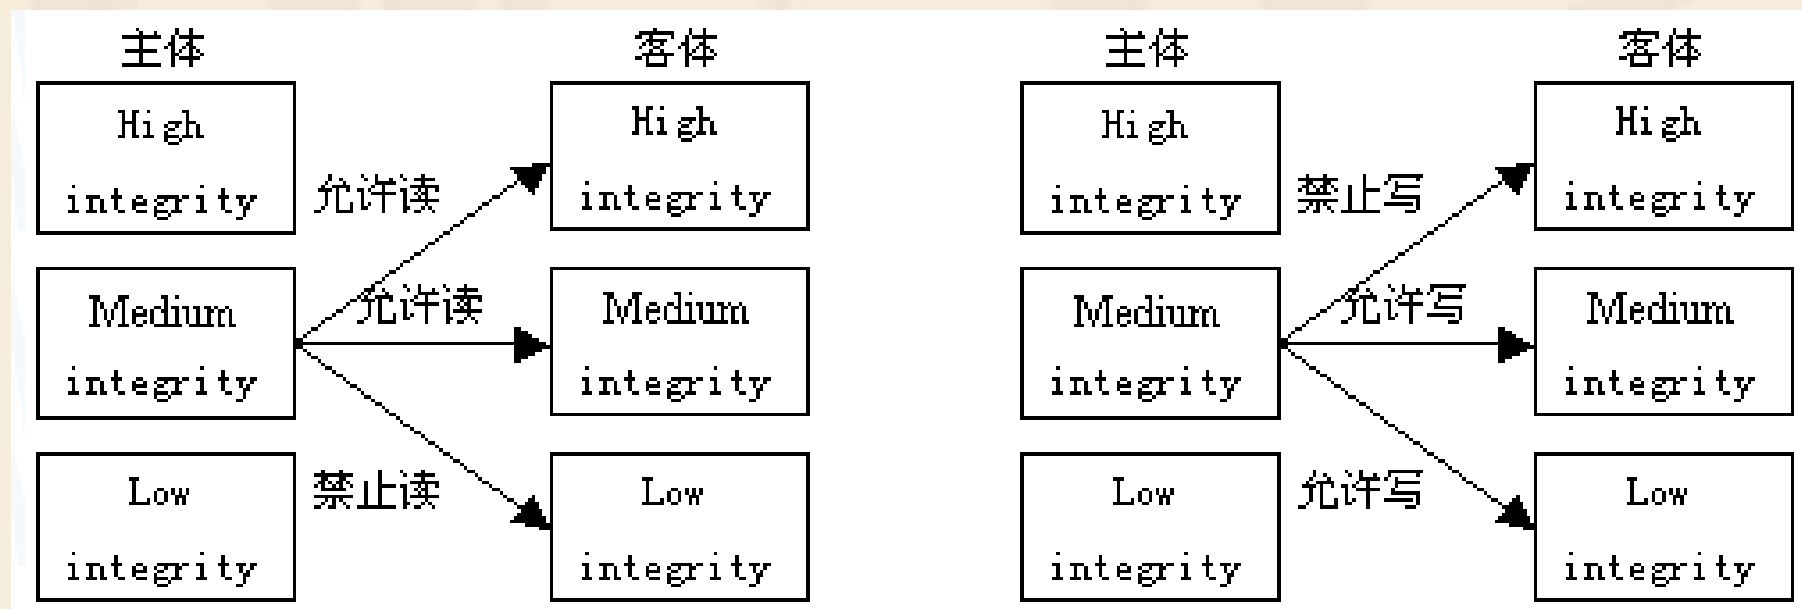 主体
客体
High
integrity
允许读
High
integrity
Medium
integrity
允许读
Medium
integrity
Low
integrity
禁止读
Low
integrity
主体
客体
High
integrity
禁止写
High
integrity
Medium
integrity
允许写
Medium
integrity
Low
integrity
允许写
Low
integrity